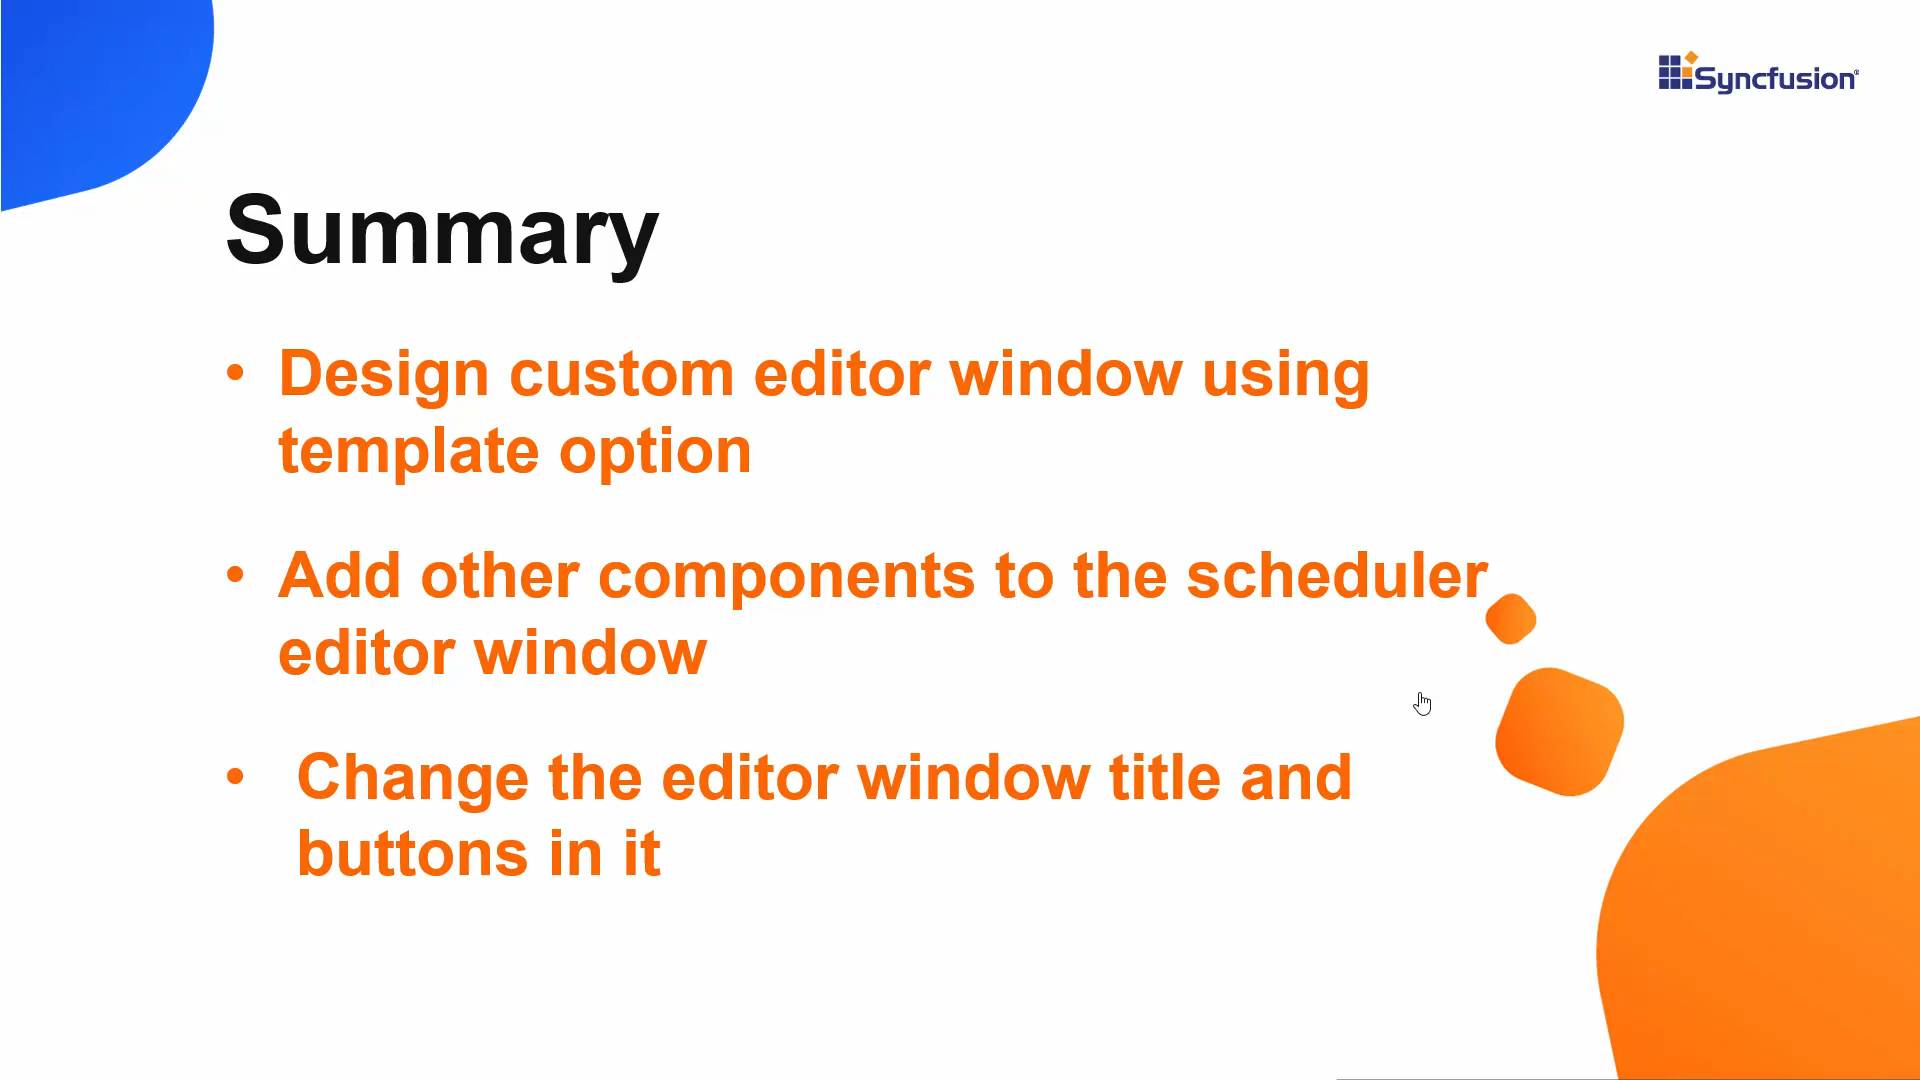 Syncfusion
Summary
• Design custom editor window using
template option
• Add other components to the scheduler
editor window
• Change the editor window title and
buttons in it